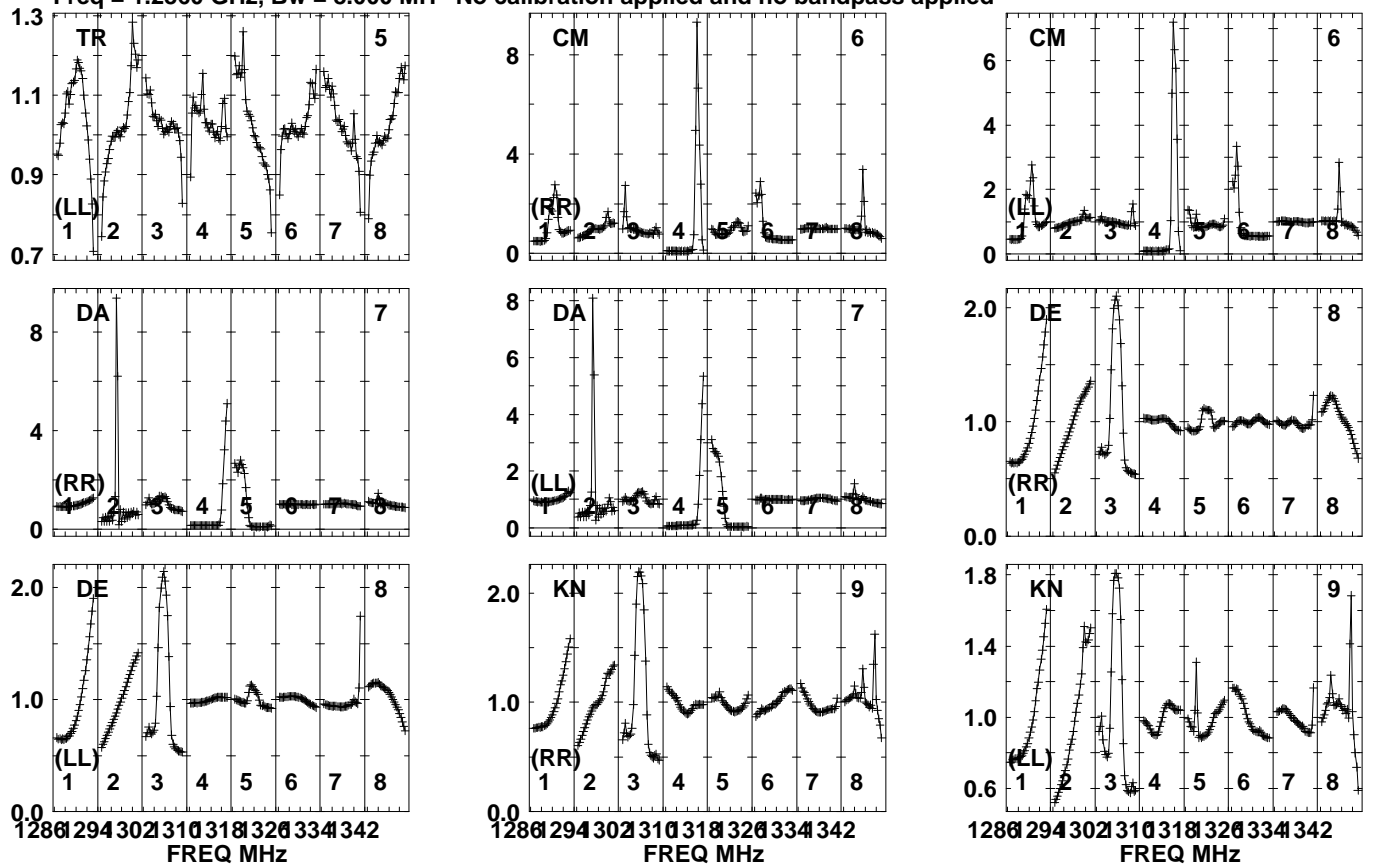 Freq = 1.2900 GHz, Bw = 8.000 MH No calibration applied and no bandpass applied
1.3 TR 5
1.1
0.9
(LL)
0.7 1 2 3 4 5 6 7 8
CM 6
8
4
(RR)
1 2 3 4 5 6 7 8
0
CM 6
6
4
2
(LL)
1 2 3 4 5 6 7 8
0
DA 7
8
4
(RR)
1 2 3 4 5 6 7 8
0
DA 7
8
6
4
2
1
(LL)
1 2 3 4 5 6 7 8
0
2.0 DE 8
1.0
(RR)
1 2 3 4 5 6 7 8
0.0
2.0 DE 8
1.0
(LL)
1 2 3 4 5 6 7 8
0.0
2.0 KN 9
1.0
(RR)
1 2 3 4 5 6 7 8
0.0
1.8 KN 9
1.4
1.0
(LL)
1 2 3 4 5 6 7 8
0.6
1286 1294 1302 1310 1318 1326 1334 1342
FREQ MHz
1286 1294 1302 1310 1318 1326 1334 1342
FREQ MHz
1286 1294 1302 1310 1318 1326 1334 1342
FREQ MHz